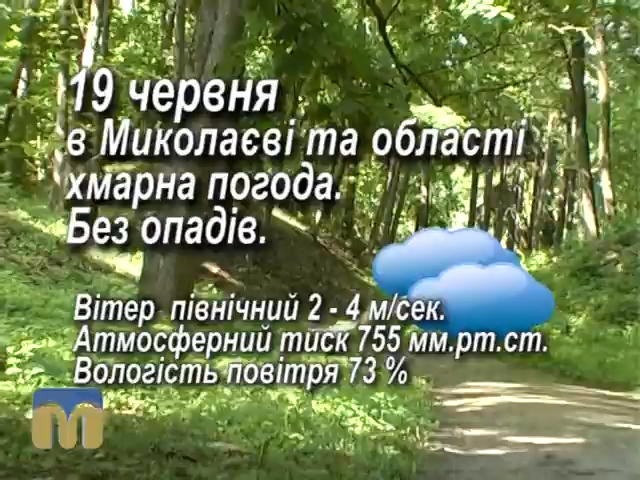 19 червня
в Миколаєві та області
хмарна погода.
Без опадів.
Вітер північний 2 - 4 м/сек.
Атмосферний тиск 755 мм.рт.ст.
Вологість повітря 73 %
м